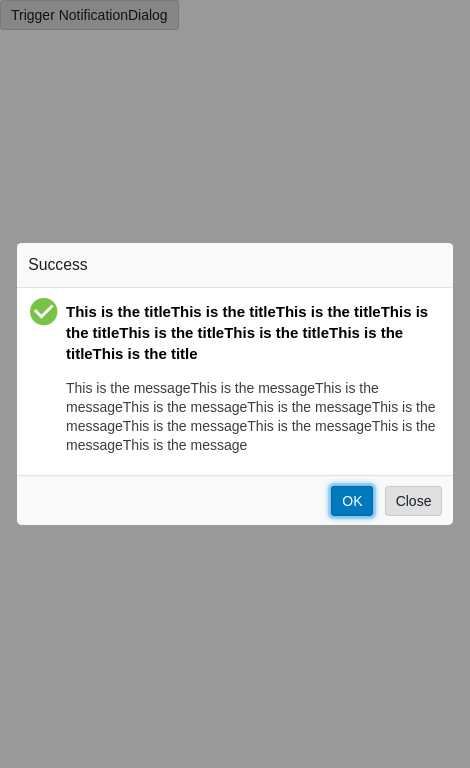 Trigger NotificationDialog
Success
This is the titleThis is the titleThis is the titleThis is
the titleThis is the titleThis is the titleThis is the
titleThis is the title
This is the messageThis is the messageThis is the
messageThis is the messageThis is the messageThis is the
messageThis is the messageThis is the messageThis is the
messageThis is the message
OK
Close